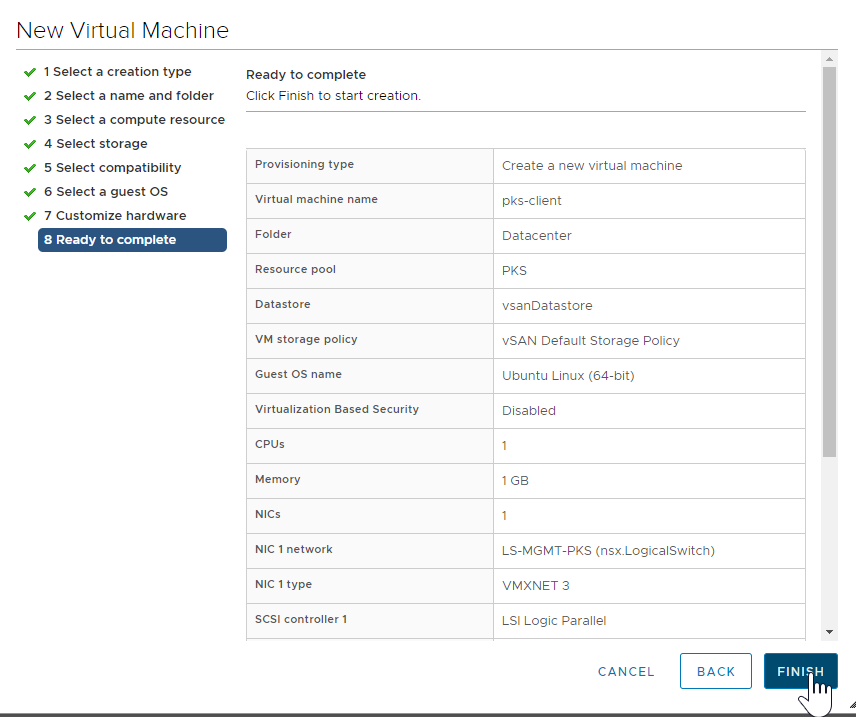 New Virtual Machine
1 Select a creation type
2 Select a name and folder
3 Select a compute resource
4 Select storage
5 Select compatibility
6 Select a guest OS
7 Customize hardware
8 Ready to complete
Ready to complete
Click Finish to start creation.
Provisioning type Create a new virtual machine
Virtual machine name pks-client
Folder Datacenter
Resource pool PKS
Datastore vsanDatastore
VM storage policy vSAN Default Storage Policy
Guest OS name Ubuntu Linux (64-bit)
Virtualization Based Security Disabled
CPUs 1
Memory 1 GB
NICs 1
NIC 1 network LS-MGMT-PKS (nsx.LogicalSwitch)
NIC 1 type VMXNET 3
SCSI controller 1 LSI Logic Parallel
CANCEL BACK FINISH